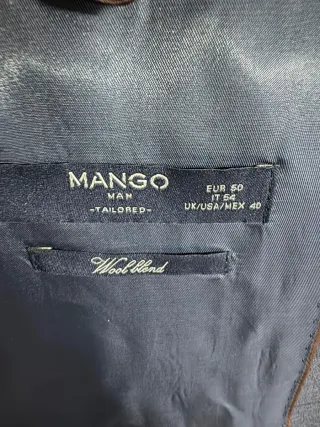 MANGO
MAN
-TAILORED-
EUR 50
IT 54
UK/USA/MEX 40
Wool blend